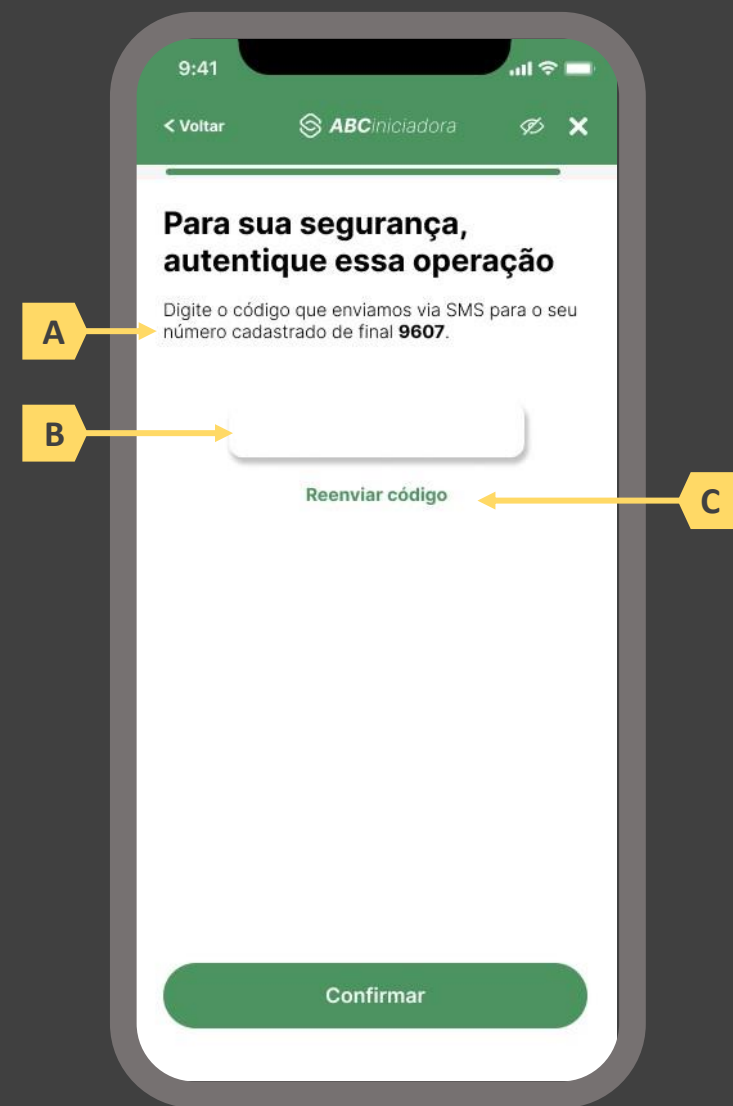 9:41
< Voltar ABCiniciadora
Para sua segurança,
autentique essa operação
Digite o código que enviamos via SMS para o seu
A
número cadastrado de final 9607.
B
Reenviar código
C
Confirmar